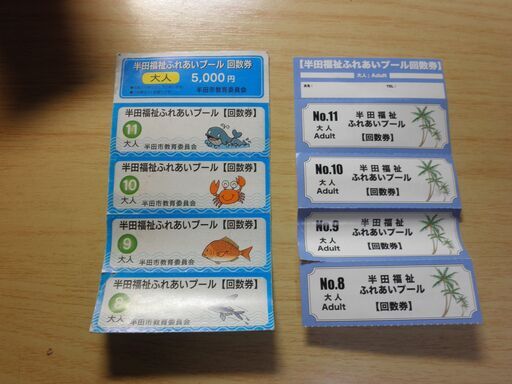 半田福祉ふれあいプール 回数券
大人 5,000円
半田市教育委員会
半田福祉ふれあいプール【回数券】
11
大人
半田市教育委員会
半田福祉ふれあいプール【回数券】
10
大人
半田市教育委員会
半田福祉ふれあいプール【回数券】
9
大人
半田市教育委員会
半田福祉ふれあいプール【回数券】
8
大人
半田市教育委員会
【半田福祉ふれあいプール回数券】
大人；Adult
氏名： TEL：
No.11 半田福祉
大人 ふれあいプール
Adult 【回数券】
No.10 半田福祉
大人 ふれあいプール
Adult 【回数券】
No.9 半田福祉
大人 ふれあいプール
Adult 【回数券】
No.8 半田福祉
大人 ふれあいプール
Adult 【回数券】